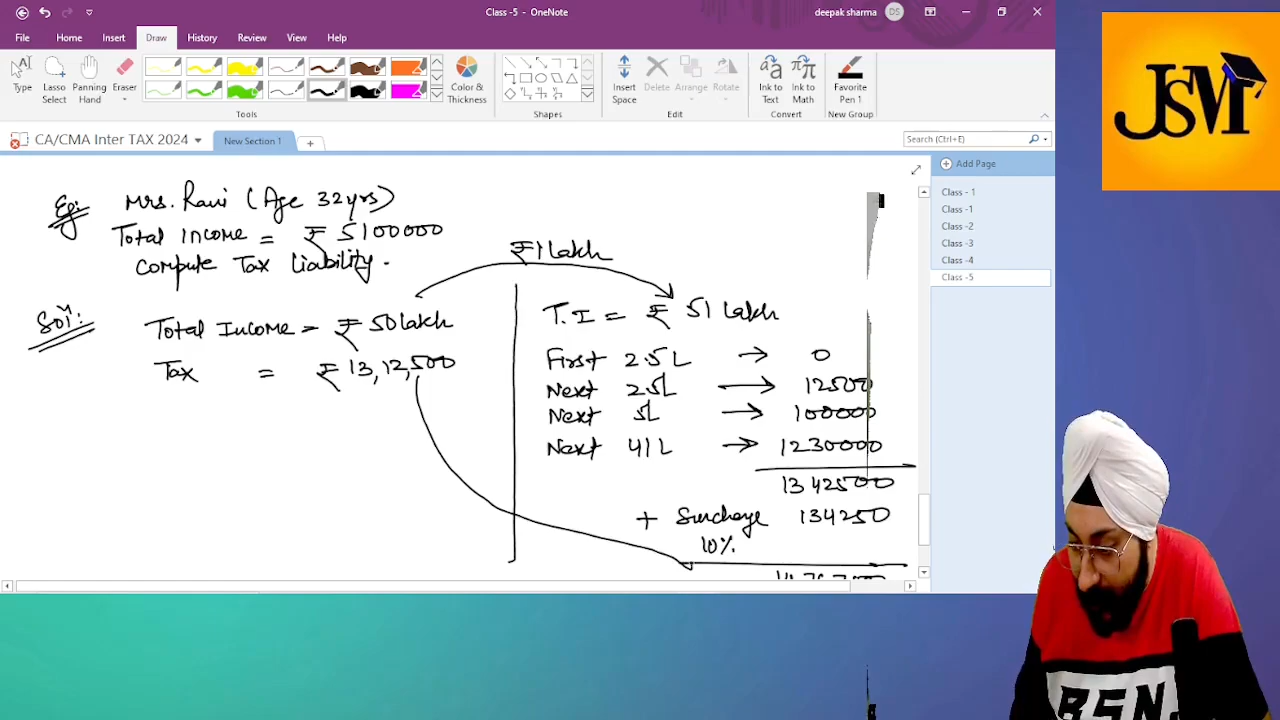 Class -5 - OneNote
deepak sharma
DS
File Home Insert Draw History Review View Help
Type
Lasso Select
Panning Hand
Eraser
Color & Thickness
Insert Space
Delete
Arrange
Rotate
Ink to Text
Ink to Math
Favorite Pen 1
Tools
Shapes
Edit
Convert
New Group
CA/CMA Inter TAX 2024
New Section 1
Search (Ctrl+E)
Add Page
Class - 1
Class -1
Class -2
Class -3
Class -4
Class -5
JSM
Eg: Mrs. Ravi (Age 32yrs)
Total Income = ₹ 5100000
Compute Tax Liability.
₹1 lakh
Soln:
Total Income = ₹ 50 lakh
Tax = ₹ 13,12,500
T.I = ₹ 51 lakh
First 2.5L → 0
Next 2.5L → 12500
Next 5L → 100000
Next 41L → 1230000
1342500
+ Surcharge 134250
10%
BSN